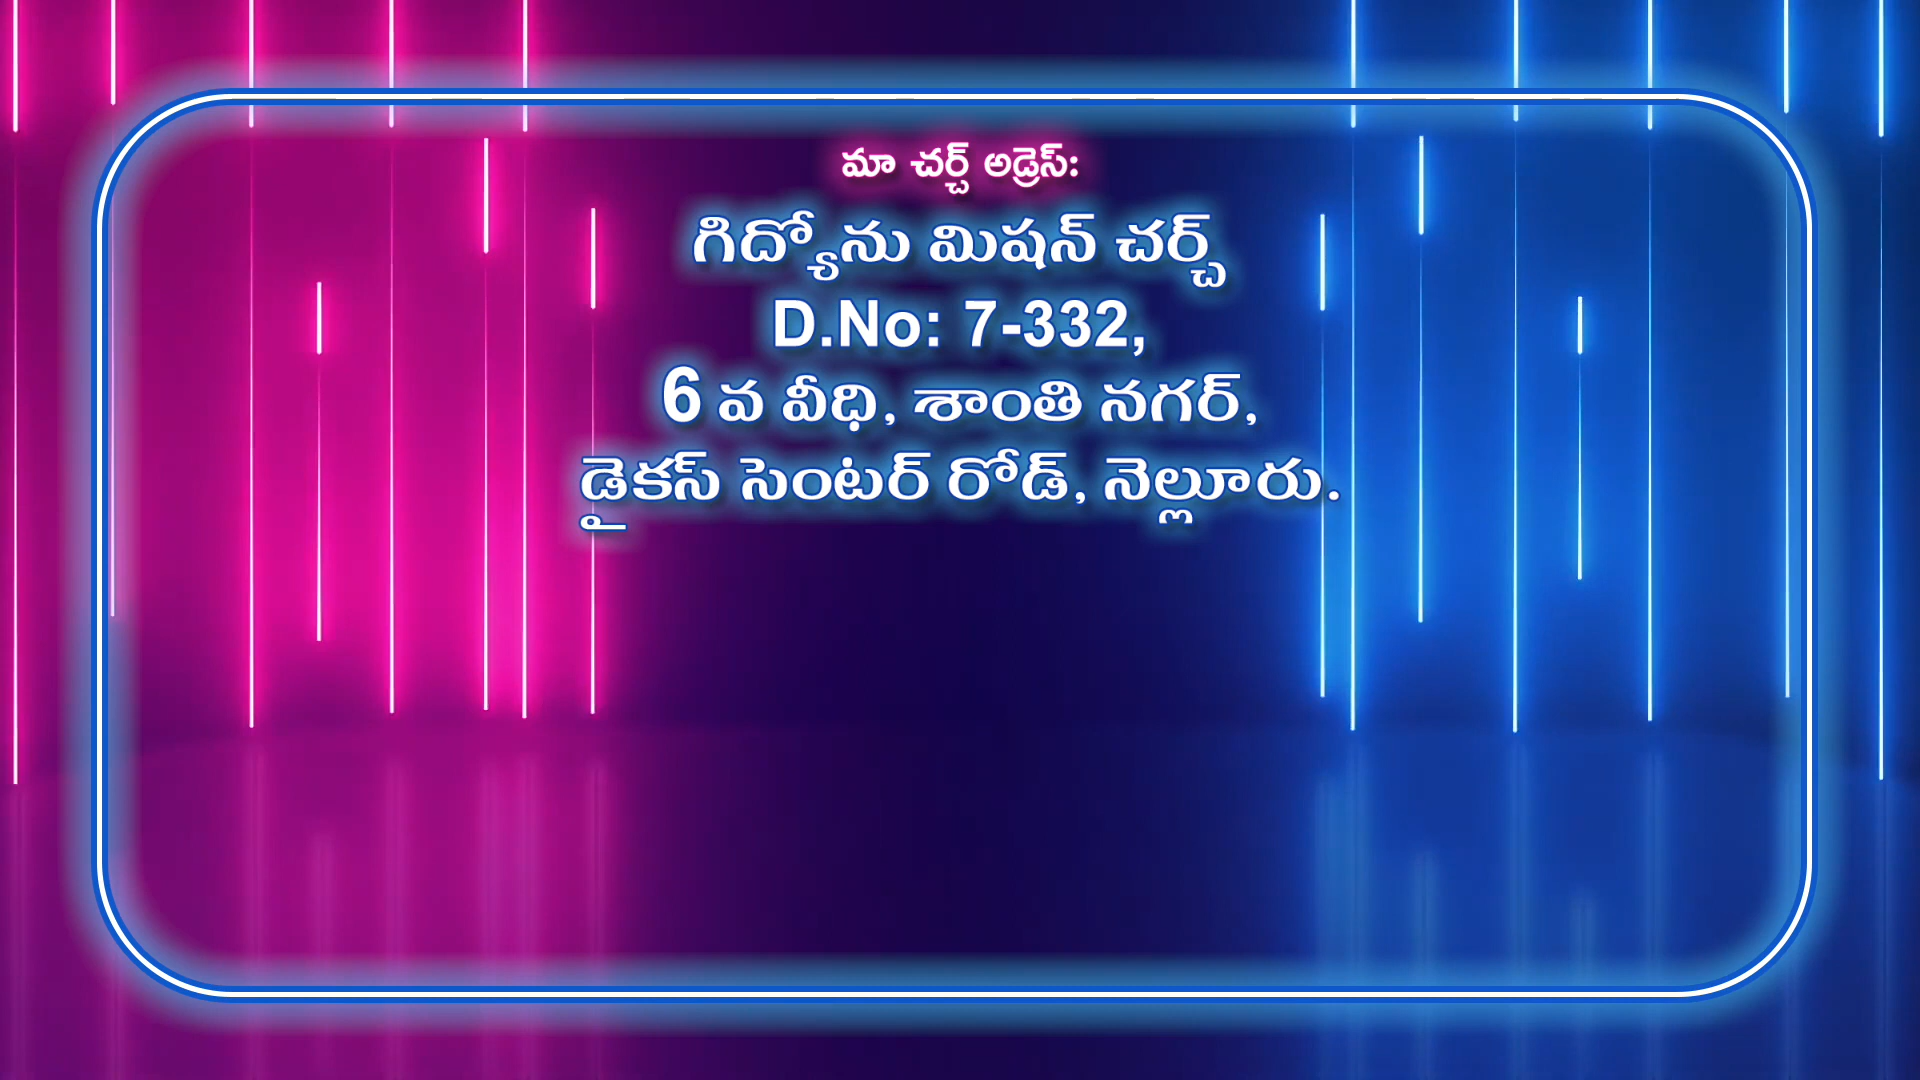 మా చర్చ్ అడ్రెస్:
గిద్యోను మిషన్ చర్చ్
D.No: 7-332,
6 వ వీధి, శాంతి నగర్,
డైకస్ సెంటర్ రోడ్, నెల్లూరు.